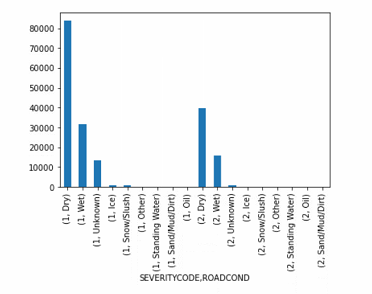 80000
70000
60000
50000
40000
30000
20000
10000
0
(1, Dry)
(1, Wet)
(1, Unknown)
(1, Ice)
(1, Snow/Slush)
(1, Other)
(1, Standing Water)
(1, Sand/Mud/Dirt)
(1, Oil)
(2, Dry)
(2, Wet)
(2, Unknown)
(2, Ice)
(2, Snow/Slush)
(2, Other)
(2, Standing Water)
(2, Oil)
(2, Sand/Mud/Dirt)
SEVERITYCODE,ROADCOND